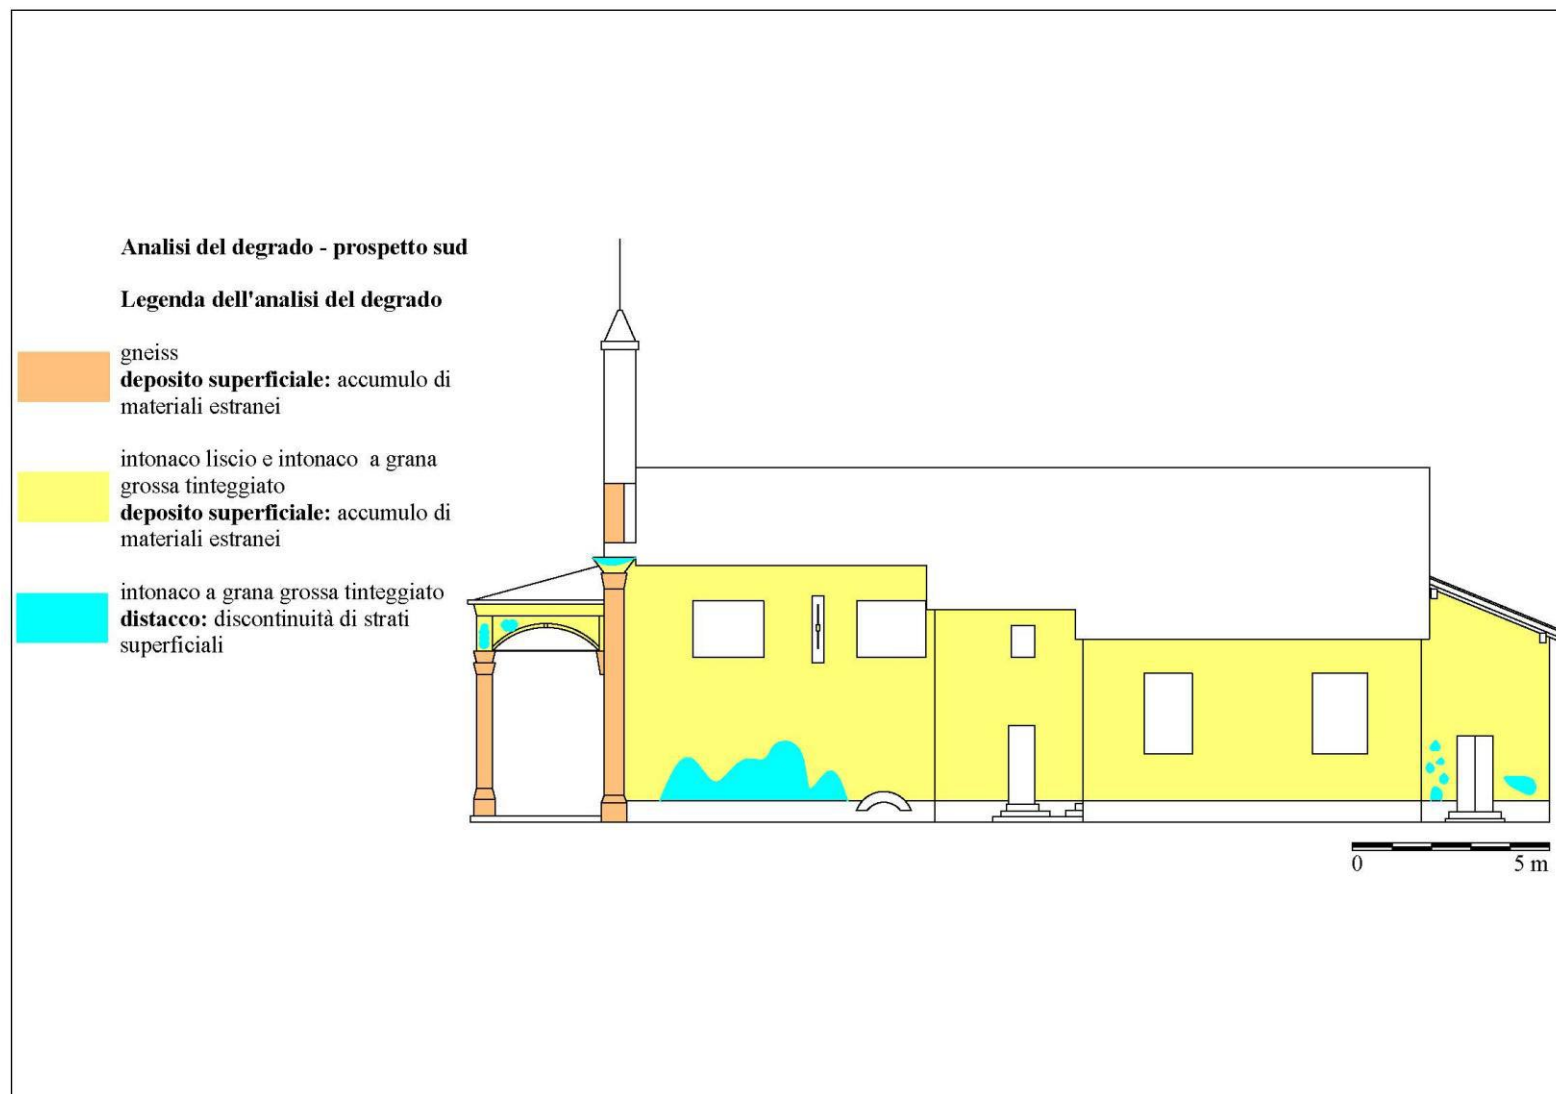 Analisi del degrado - prospetto sud
Legenda dell'analisi del degrado
gneiss
deposito superficiale: accumulo di
materiali estranei
intonaco liscio e intonaco a grana
grossa tinteggiato
deposito superficiale: accumulo di
materiali estranei
intonaco a grana grossa tinteggiato
distacco: discontinuità di strati
superficiali
0 5 m